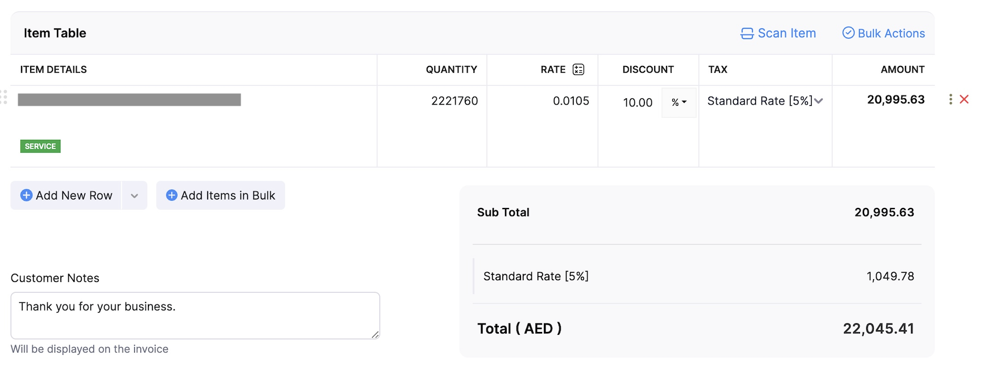 Item Table
Scan Item
Bulk Actions
ITEM DETAILS QUANTITY RATE DISCOUNT TAX AMOUNT
2221760 0.0105 10.00 % Standard Rate [5%] 20,995.63
SERVICE
Add New Row
Add Items in Bulk
Sub Total 20,995.63
Standard Rate [5%] 1,049.78
Total ( AED ) 22,045.41
Customer Notes
Thank you for your business.
Will be displayed on the invoice